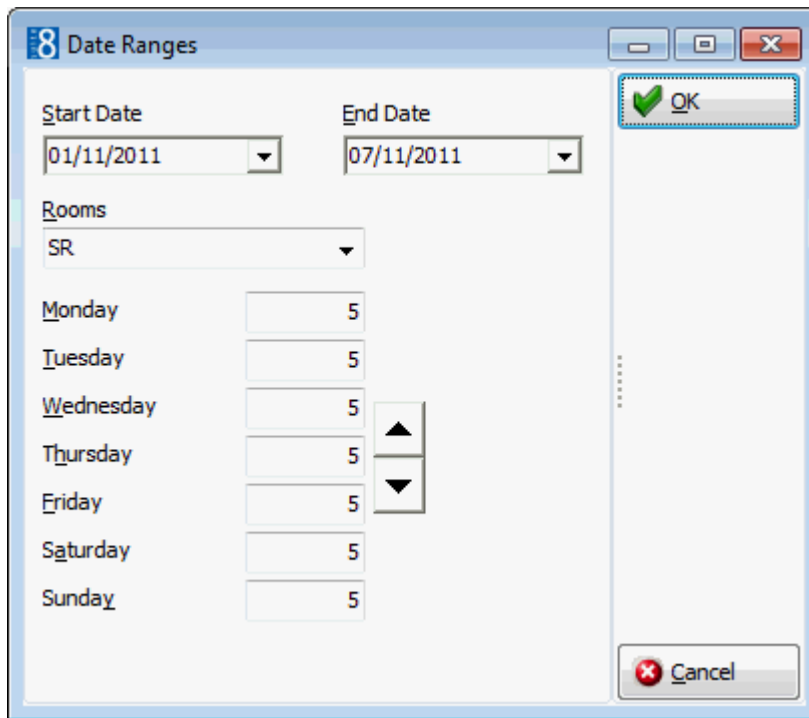 8 Date Ranges
Start Date End Date OK
01/11/2011 07/11/2011
Rooms
SR
Monday 5
Tuesday 5
Wednesday 5
Thursday 5
Friday 5
Saturday 5
Sunday 5
Cancel